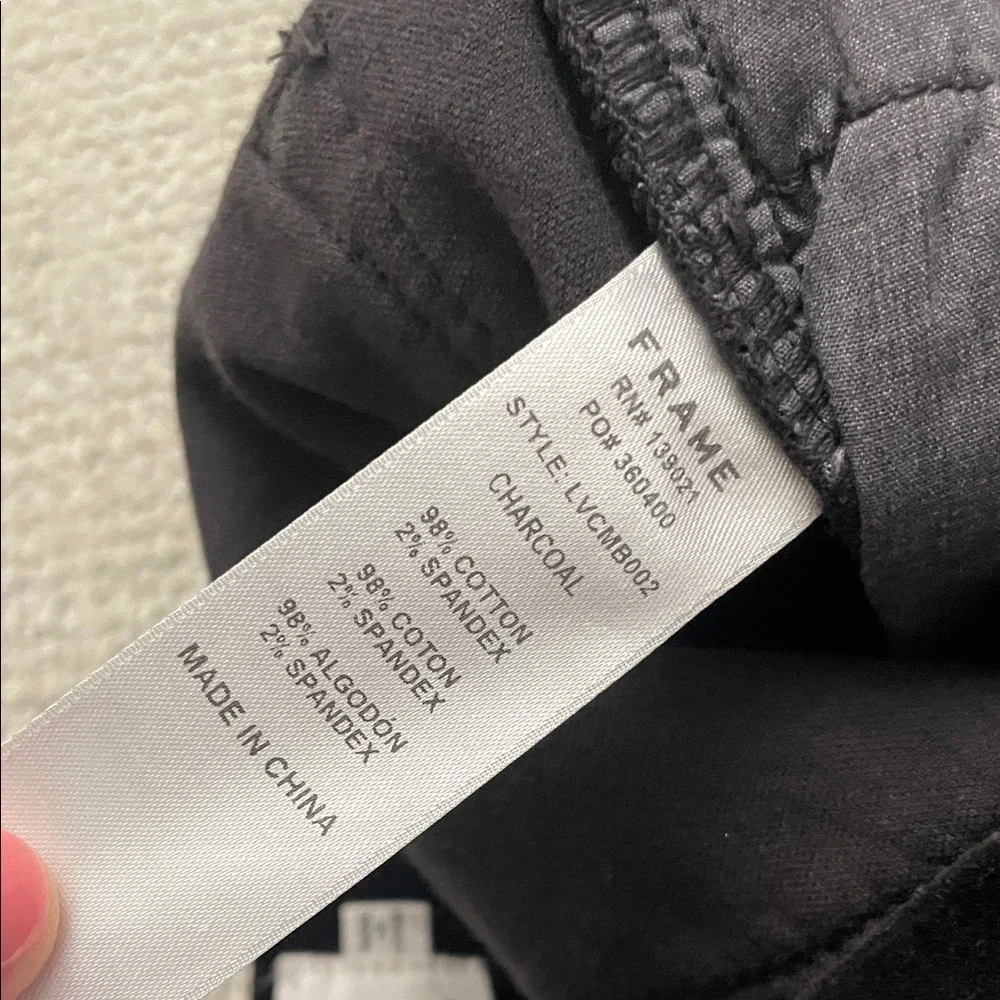 FRAME
RN# 139021
PO# 360400
STYLE: LVCMB002
CHARCOAL
98% COTTON
2% SPANDEX
98% COTON
2% SPANDEX
98% ALGODÓN
2% SPANDEX
MADE IN CHINA